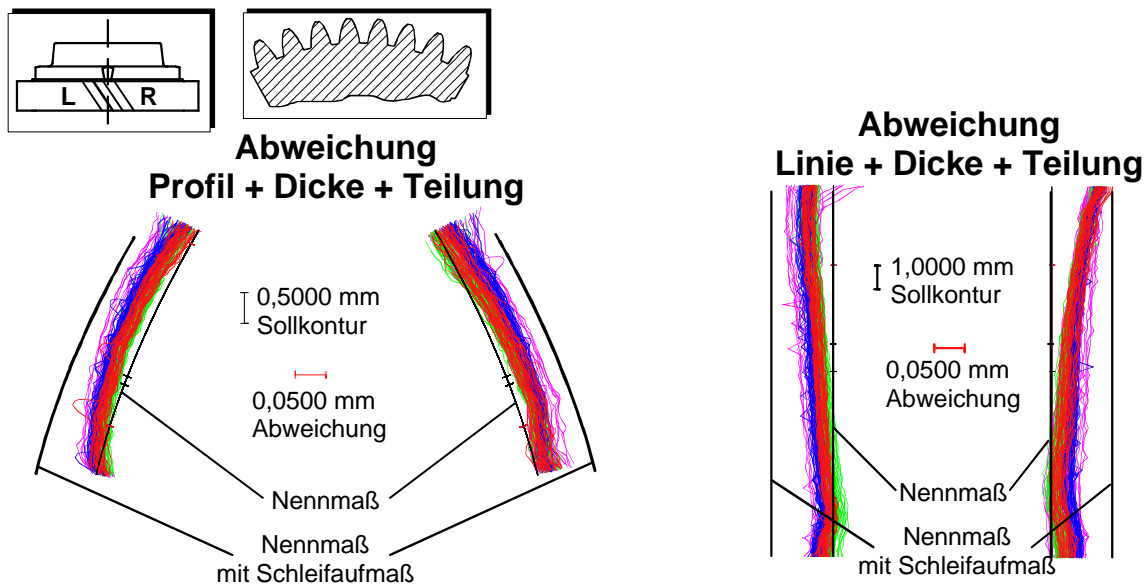 L R
Abweichung
Profil + Dicke + Teilung
0,5000 mm
Sollkontur
0,0500 mm
Abweichung
Nennmaß
Nennmaß
mit Schleifaufmaß
Abweichung
Linie + Dicke + Teilung
1,0000 mm
Sollkontur
0,0500 mm
Abweichung
Nennmaß
Nennmaß
mit Schleifaufmaß